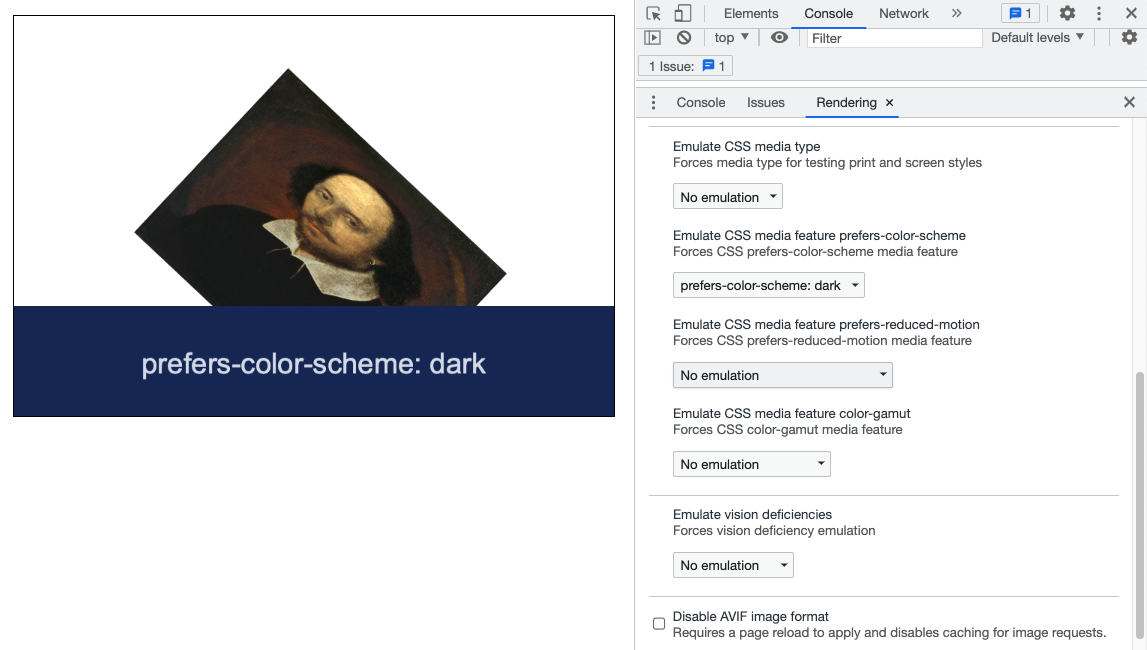 prefers-color-scheme: dark
Elements Console Network » 1
top Filter Default levels
1 Issue: 1
Console Issues Rendering ×
Emulate CSS media type
Forces media type for testing print and screen styles
No emulation
Emulate CSS media feature prefers-color-scheme
Forces CSS prefers-color-scheme media feature
prefers-color-scheme: dark
Emulate CSS media feature prefers-reduced-motion
Forces CSS prefers-reduced-motion media feature
No emulation
Emulate CSS media feature color-gamut
Forces CSS color-gamut media feature
No emulation
Emulate vision deficiencies
Forces vision deficiency emulation
No emulation
Disable AVIF image format
Requires a page reload to apply and disables caching for image requests.